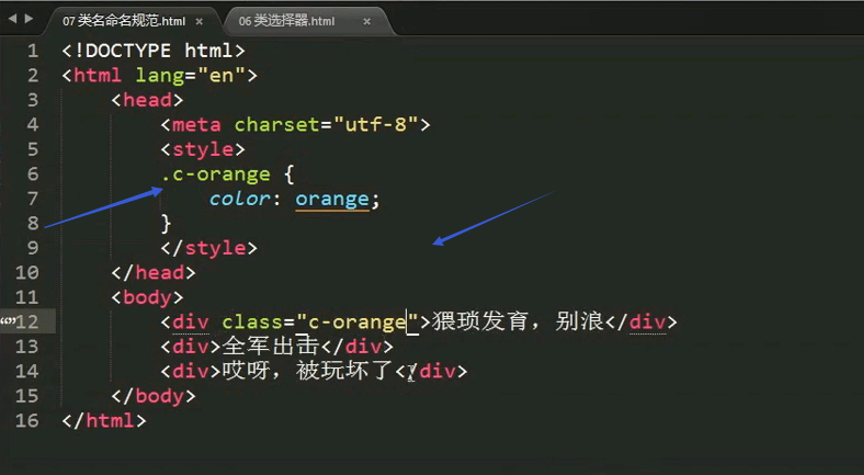 07 类名命名规范.html × 06 类选择器.html ×
1 <!DOCTYPE html>
2 <html lang="en">
3 <head>
4 <meta charset="utf-8">
5 <style>
6 .c-orange {
7 color: orange;
8 }
9 </style>
10 </head>
11 <body>
12 <div class="c-orange">猥琐发育，别浪</div>
13 <div>全军出击</div>
14 <div>哎呀，被玩坏了</div>
15 </body>
16 </html>